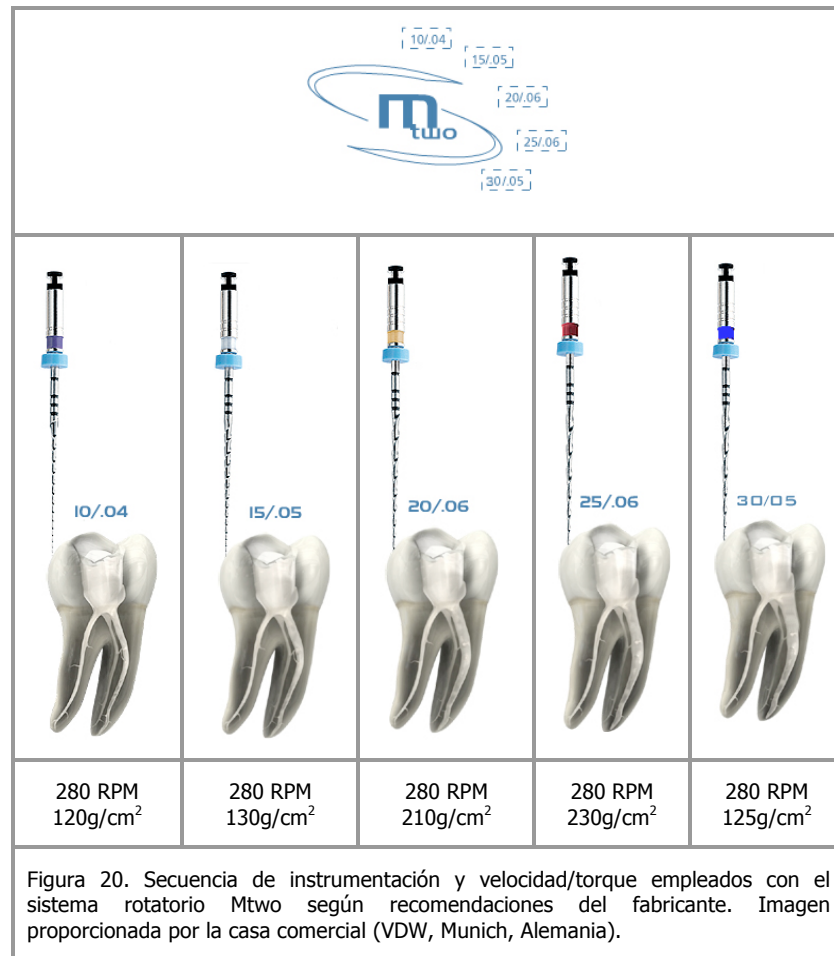 10/.04
15/.05
20/.06
25/.06
30/.05
mtwo
10/.04
15/.05
20/.06
25/.06
30/05
280 RPM
120g/cm²
280 RPM
130g/cm²
280 RPM
210g/cm²
280 RPM
230g/cm²
280 RPM
125g/cm²
Figura 20. Secuencia de instrumentación y velocidad/torque empleados con el
sistema rotatorio Mtwo según recomendaciones del fabricante. Imagen
proporcionada por la casa comercial (VDW, Munich, Alemania).